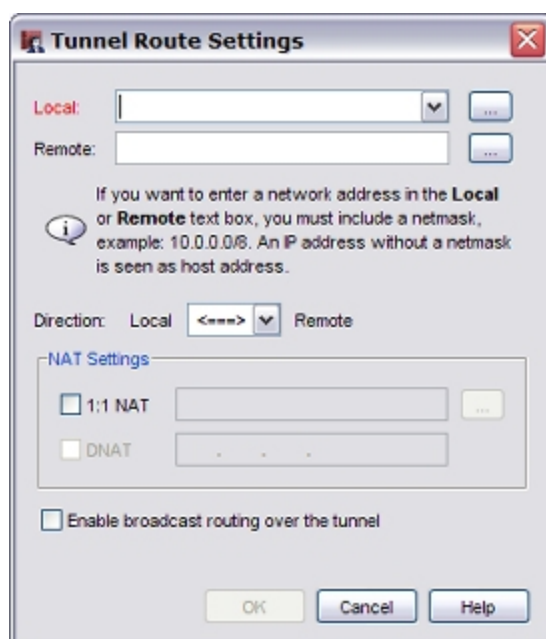 Tunnel Route Settings
Local:
...
Remote:
...
If you want to enter a network address in the Local
or Remote text box, you must include a netmask,
example: 10.0.0.0/8. An IP address without a netmask
is seen as host address.
Direction: Local <===> Remote
NAT Settings
1:1 NAT
...
DNAT . . .
Enable broadcast routing over the tunnel
OK Cancel Help